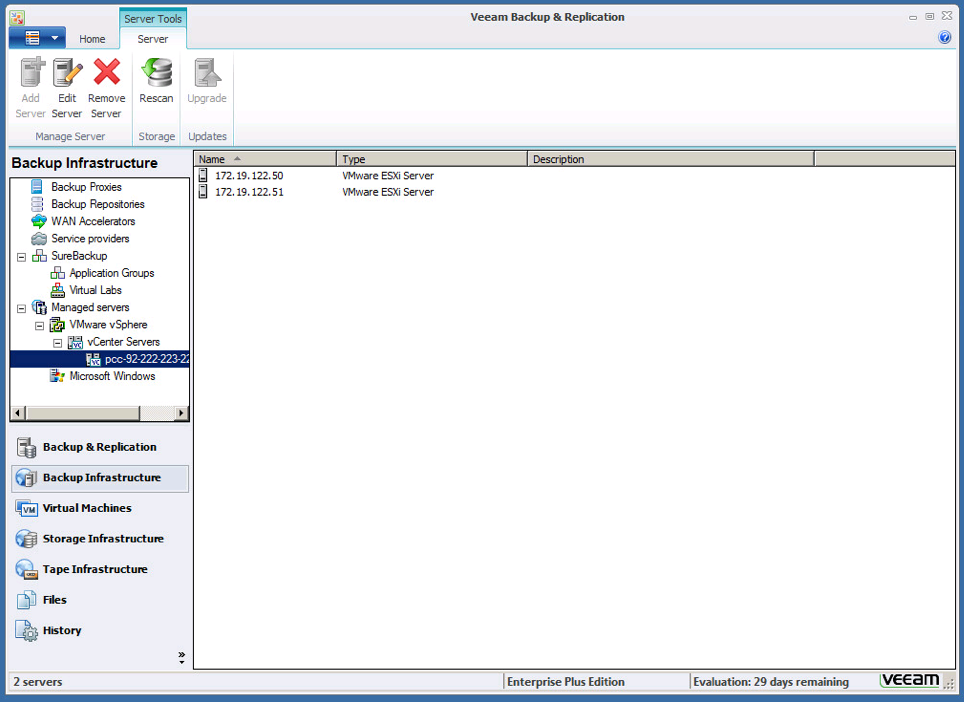 Server Tools
Veeam Backup & Replication
Home
Server
Add Server
Edit Server
Remove Server
Rescan
Upgrade
Manage Server
Storage
Updates
Backup Infrastructure
Name
Type
Description
172.19.122.50
VMware ESXi Server
172.19.122.51
VMware ESXi Server
Backup Proxies
Backup Repositories
WAN Accelerators
Service providers
SureBackup
Application Groups
Virtual Labs
Managed servers
VMware vSphere
vCenter Servers
pcc-92-222-223-22
Microsoft Windows
Backup & Replication
Backup Infrastructure
Virtual Machines
Storage Infrastructure
Tape Infrastructure
Files
History
2 servers
Enterprise Plus Edition
Evaluation: 29 days remaining
veeam